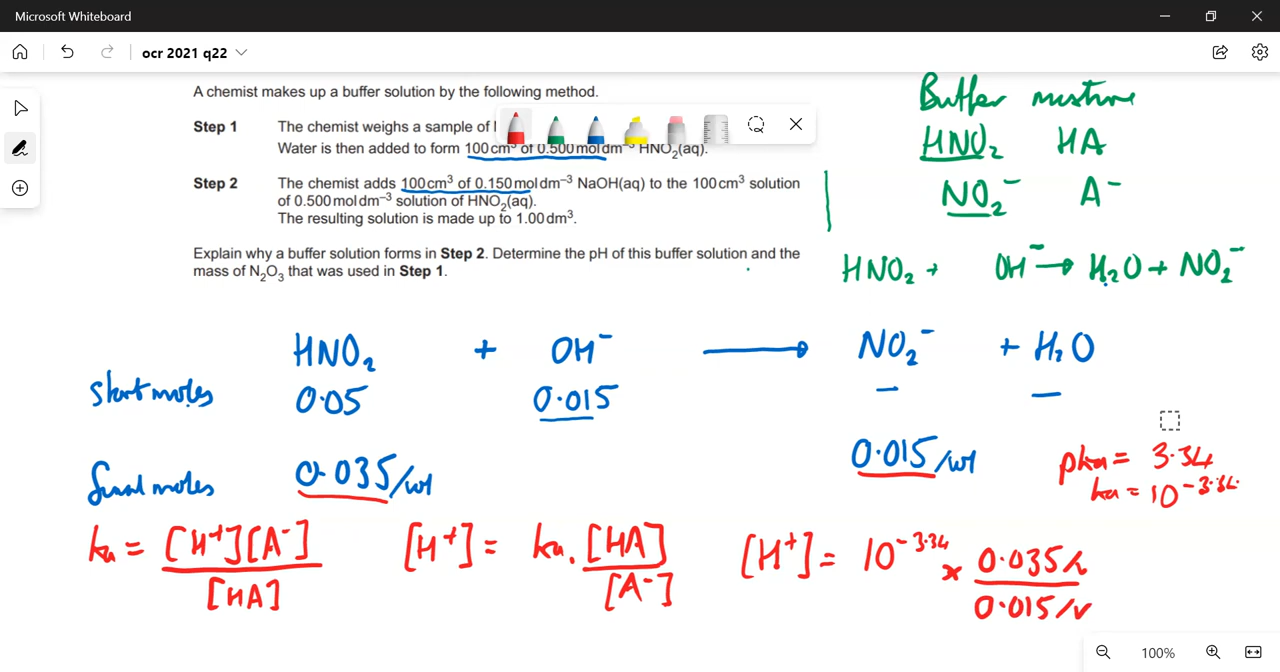 Microsoft Whiteboard
ocr 2021 q22
A chemist makes up a buffer solution by the following method.
Step 1 The chemist weighs a sample of
Water is then added to form 100 cm³ of 0.500 mol dm⁻³ HNO₂(aq).
Step 2 The chemist adds 100 cm³ of 0.150 mol dm⁻³ NaOH(aq) to the 100 cm³ solution
of 0.500 mol dm⁻³ solution of HNO₂(aq).
The resulting solution is made up to 1.00 dm³.
Explain why a buffer solution forms in Step 2. Determine the pH of this buffer solution and the
mass of N₂O₃ that was used in Step 1.
Buffer mixture
HNO₂ HA
NO₂⁻ A⁻
HNO₂ + OH⁻ → H₂O + NO₂⁻
HNO₂ + OH⁻ → NO₂⁻ + H₂O
Start moles 0.05 0.015 – –
final moles 0.035/vol 0.015/vol
pKa = 3.34
ka = 10⁻³·³⁴
ka = [H⁺][A⁻] / [HA] [H⁺] = ka . [HA] / [A⁻] [H⁺] = 10⁻³·³⁴ × 0.035/v / 0.015/v
100%